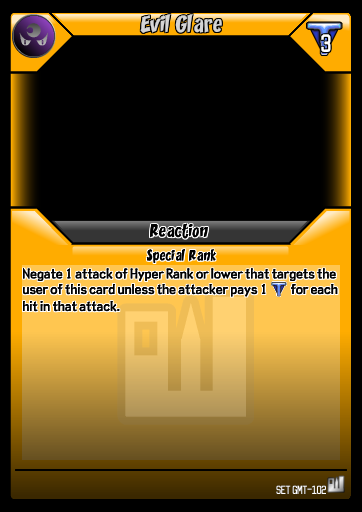 Evil Glare
3
Reaction
Special Rank
Negate 1 attack of Hyper Rank or lower that targets the
user of this card unless the attacker pays 1 for each
hit in that attack.
SET GMT-102